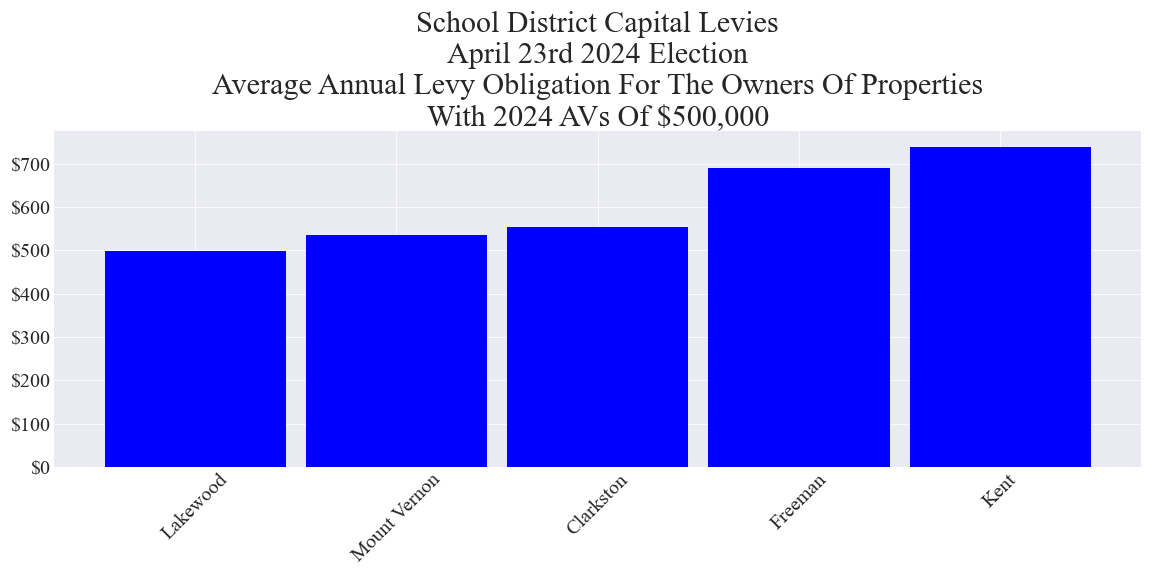 School District Capital Levies
April 23rd 2024 Election
Average Annual Levy Obligation For The Owners Of Properties
With 2024 AVs Of $500,000
$700
$600
$500
$400
$300
$200
$100
$0
Lakewood
Mount Vernon
Clarkston
Freeman
Kent